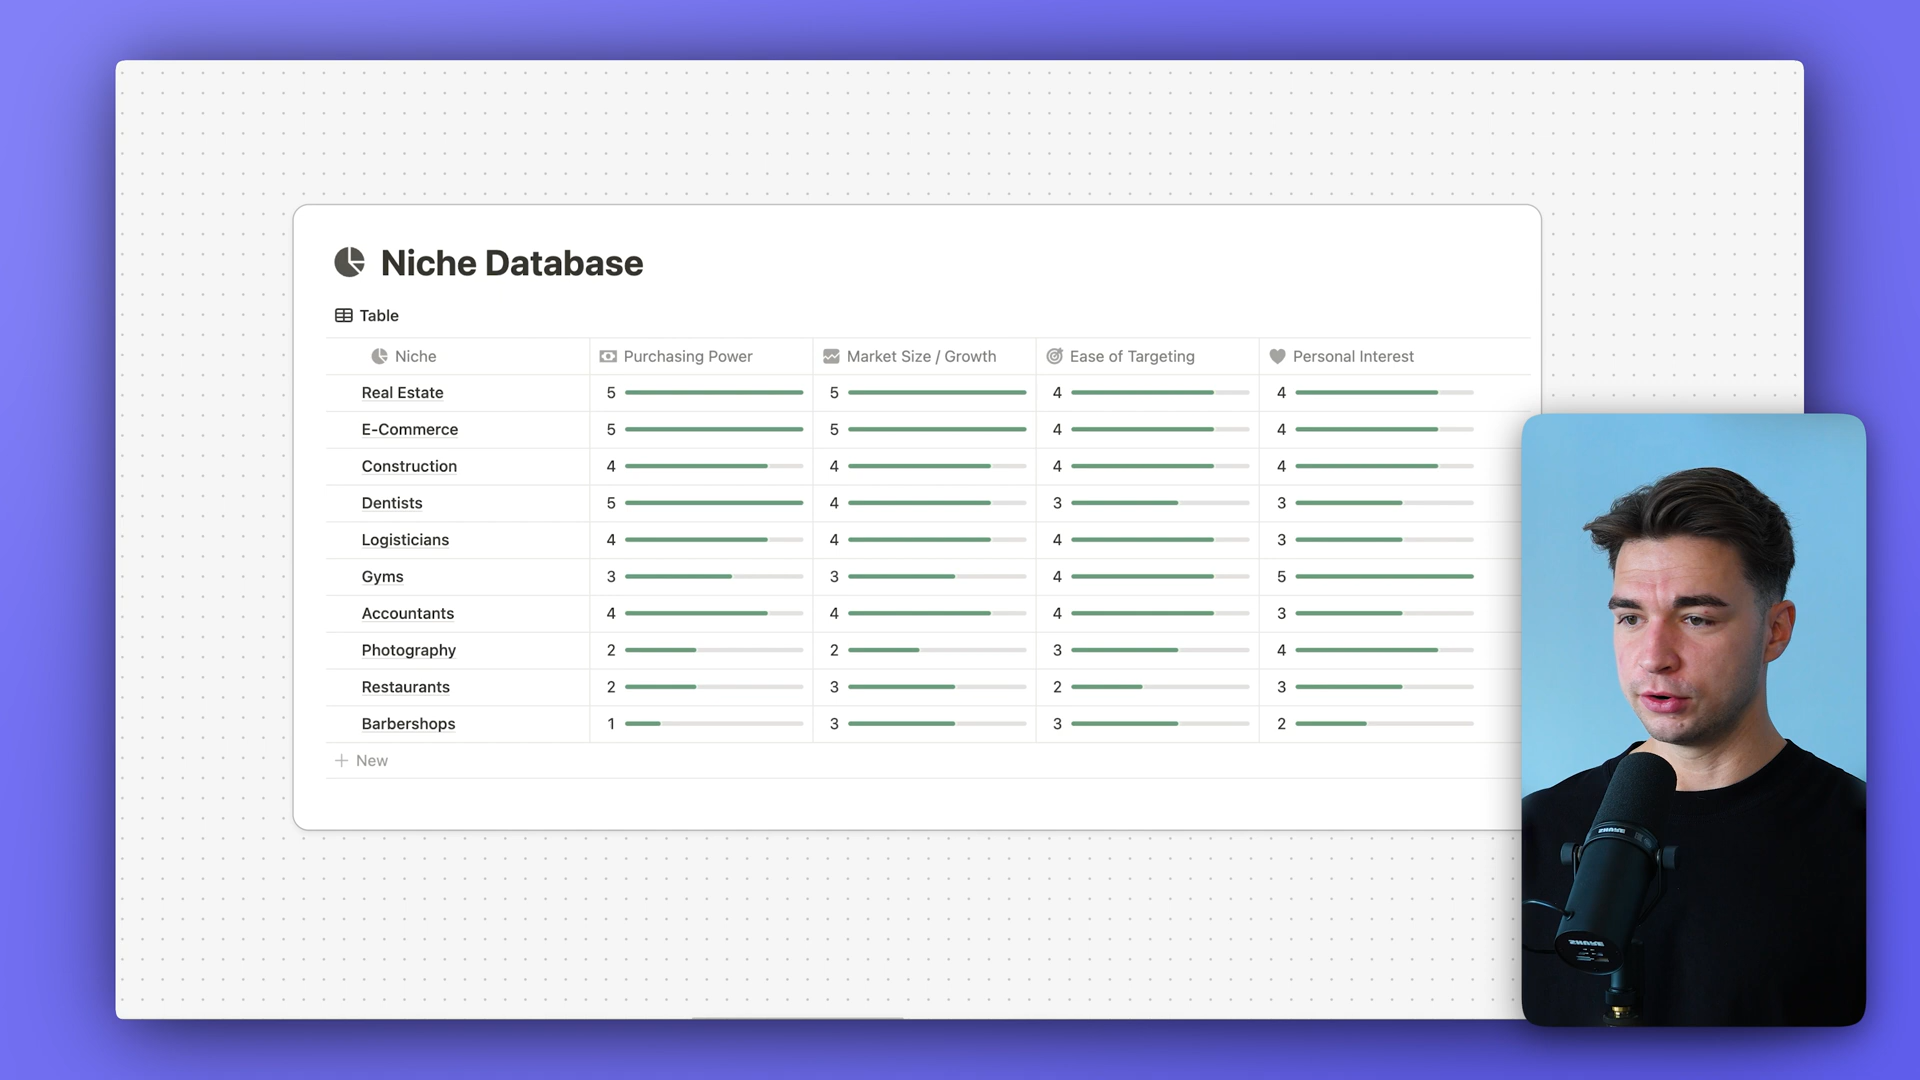 Niche Database
Table
Niche Purchasing Power Market Size / Growth Ease of Targeting Personal Interest
Real Estate 5 5 4 4
E-Commerce 5 5 4 4
Construction 4 4 4 4
Dentists 5 4 3 3
Logisticians 4 4 4 3
Gyms 3 3 4 5
Accountants 4 4 4 3
Photography 2 2 3 4
Restaurants 2 3 2 3
Barbershops 1 3 3 2
New
SHURE
SHURE